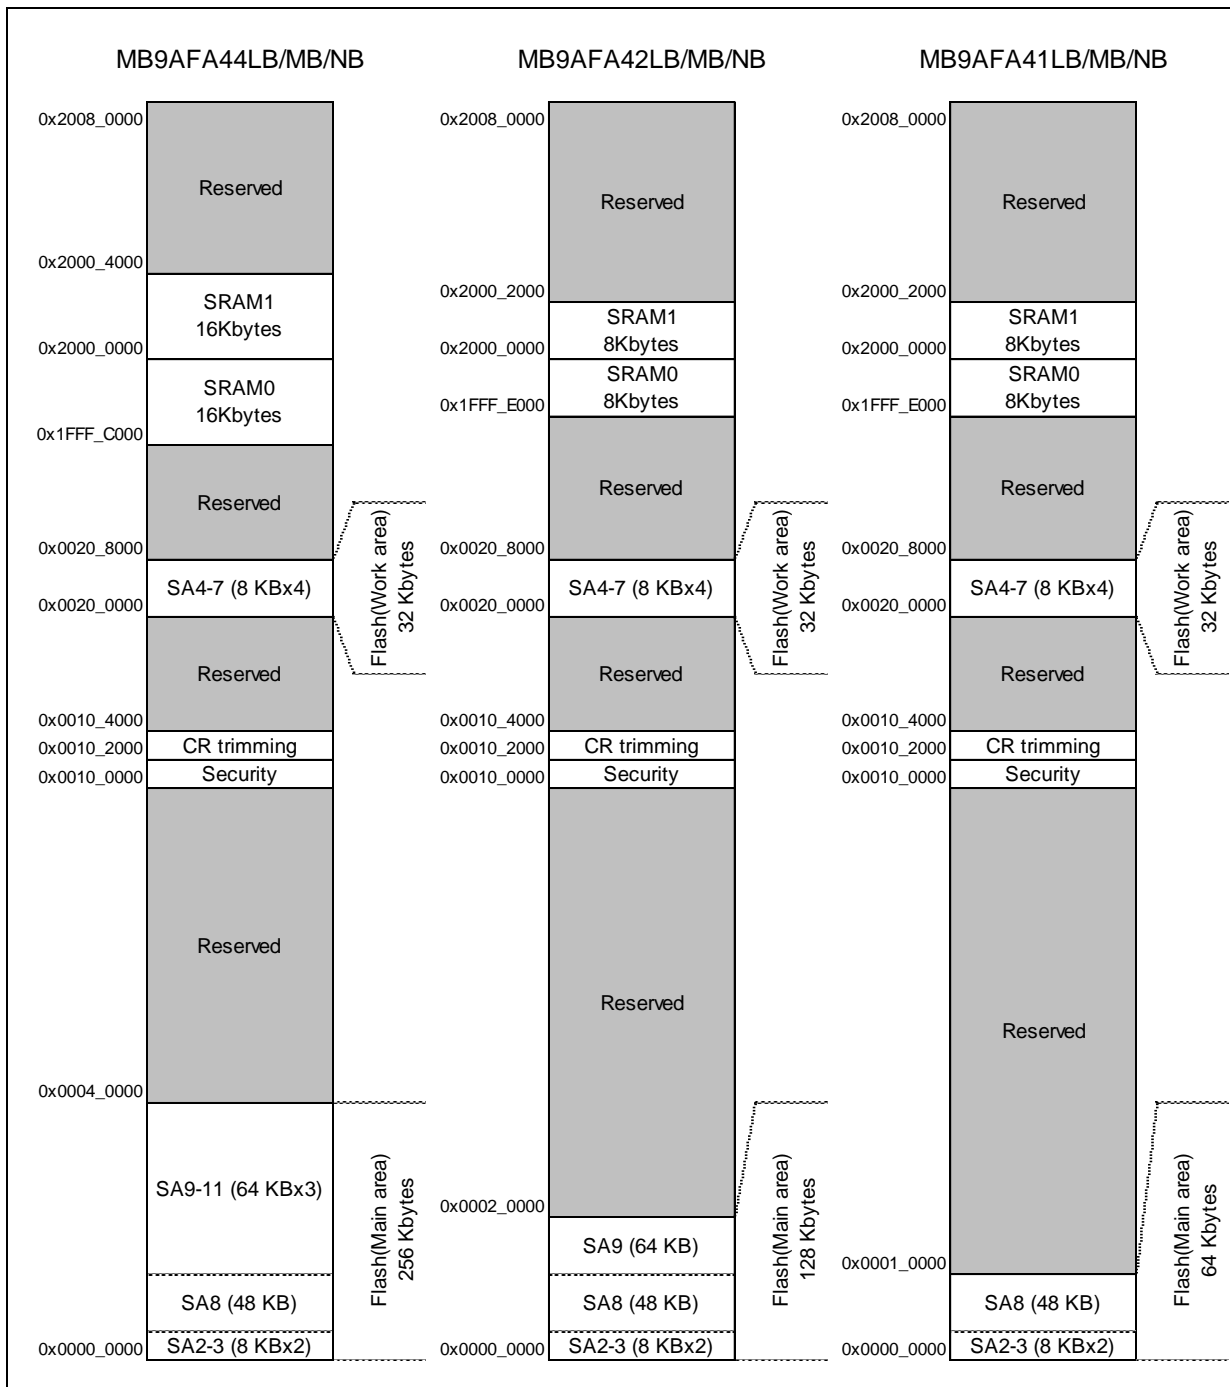 MB9AFA44LB/MB/NB
0x2008_0000
Reserved
0x2000_4000
SRAM1
16Kbytes
0x2000_0000
SRAM0
16Kbytes
0x1FFF_C000
Reserved
0x0020_8000
SA4-7 (8 KBx4)
0x0020_0000
Flash(Work area)
32 Kbytes
Reserved
0x0010_4000
CR trimming
0x0010_2000
Security
0x0010_0000
Reserved
0x0004_0000
SA9-11 (64 KBx3)
Flash(Main area)
256 Kbytes
SA8 (48 KB)
SA2-3 (8 KBx2)
0x0000_0000
MB9AFA42LB/MB/NB
0x2008_0000
Reserved
0x2000_2000
SRAM1
8Kbytes
0x2000_0000
SRAM0
8Kbytes
0x1FFF_E000
Reserved
0x0020_8000
SA4-7 (8 KBx4)
0x0020_0000
Flash(Work area)
32 Kbytes
Reserved
0x0010_4000
CR trimming
0x0010_2000
Security
0x0010_0000
Reserved
0x0002_0000
SA9 (64 KB)
Flash(Main area)
128 Kbytes
SA8 (48 KB)
SA2-3 (8 KBx2)
0x0000_0000
MB9AFA41LB/MB/NB
0x2008_0000
Reserved
0x2000_2000
SRAM1
8Kbytes
0x2000_0000
SRAM0
8Kbytes
0x1FFF_E000
Reserved
0x0020_8000
SA4-7 (8 KBx4)
0x0020_0000
Flash(Work area)
32 Kbytes
Reserved
0x0010_4000
CR trimming
0x0010_2000
Security
0x0010_0000
Reserved
0x0001_0000
Flash(Main area)
64 Kbytes
SA8 (48 KB)
SA2-3 (8 KBx2)
0x0000_0000